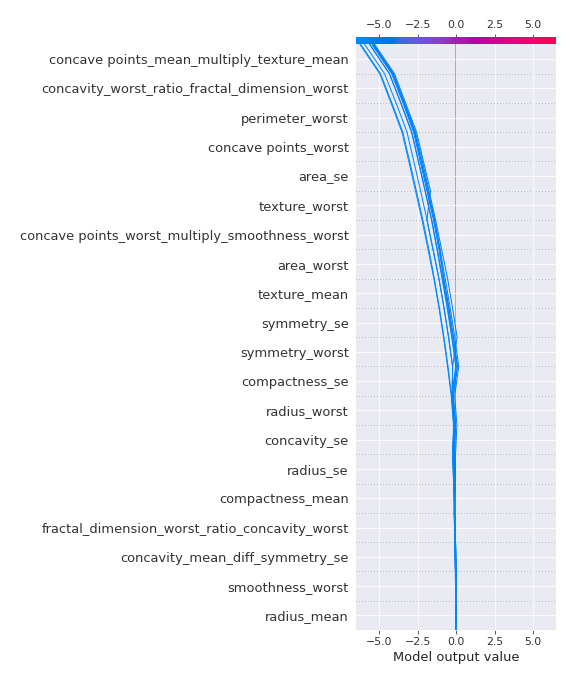 −5.0 −2.5 0.0 2.5 5.0
concave points_mean_multiply_texture_mean
concavity_worst_ratio_fractal_dimension_worst
perimeter_worst
concave points_worst
area_se
texture_worst
concave points_worst_multiply_smoothness_worst
area_worst
texture_mean
symmetry_se
symmetry_worst
compactness_se
radius_worst
concavity_se
radius_se
compactness_mean
fractal_dimension_worst_ratio_concavity_worst
concavity_mean_diff_symmetry_se
smoothness_worst
radius_mean
−5.0 −2.5 0.0 2.5 5.0
Model output value